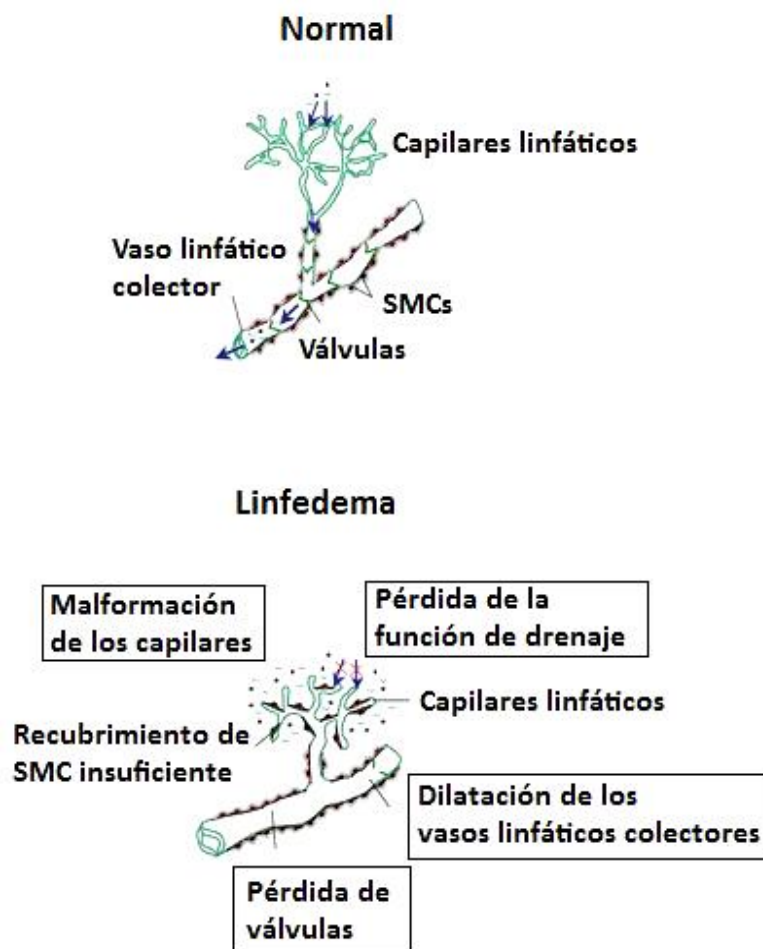 Normal
Capilares linfáticos
Vaso linfático
colector
SMCs
Válvulas
Linfedema
Malformación
de los capilares
Pérdida de la
función de drenaje
Capilares linfáticos
Recubrimiento de
SMC insuficiente
Dilatación de los
vasos linfáticos colectores
Pérdida de
válvulas